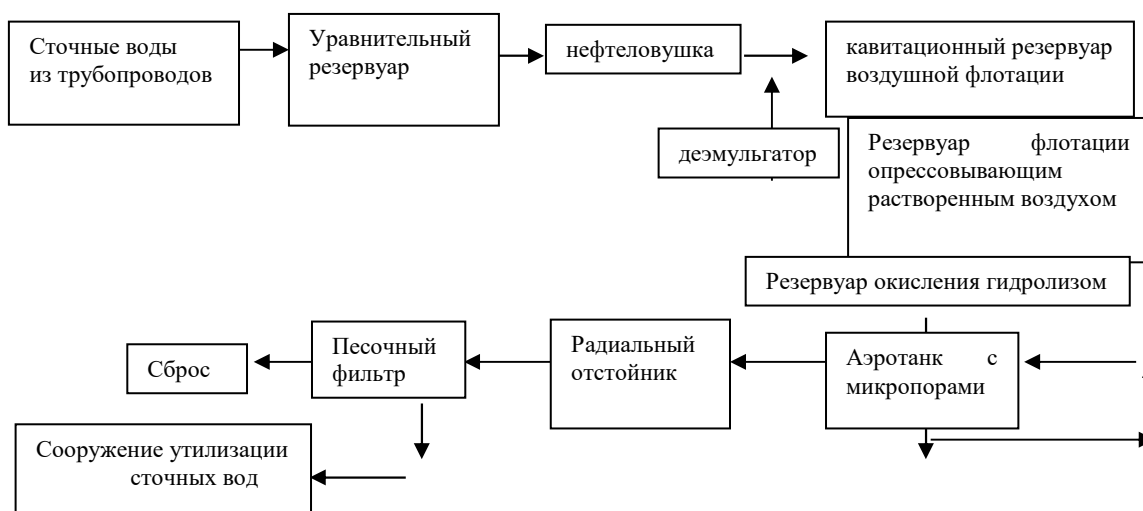 Сточные воды
из трубопроводов
Уравнительный
резервуар
нефтеловушка
кавитационный резервуар
воздушной флотации
деэмульгатор
Резервуар флотации
опрессовывающим
растворенным воздухом
Резервуар окисления гидролизом
Аэротанк с
микропорами
Радиальный
отстойник
Песочный
фильтр
Сброс
Сооружение утилизации
сточных вод